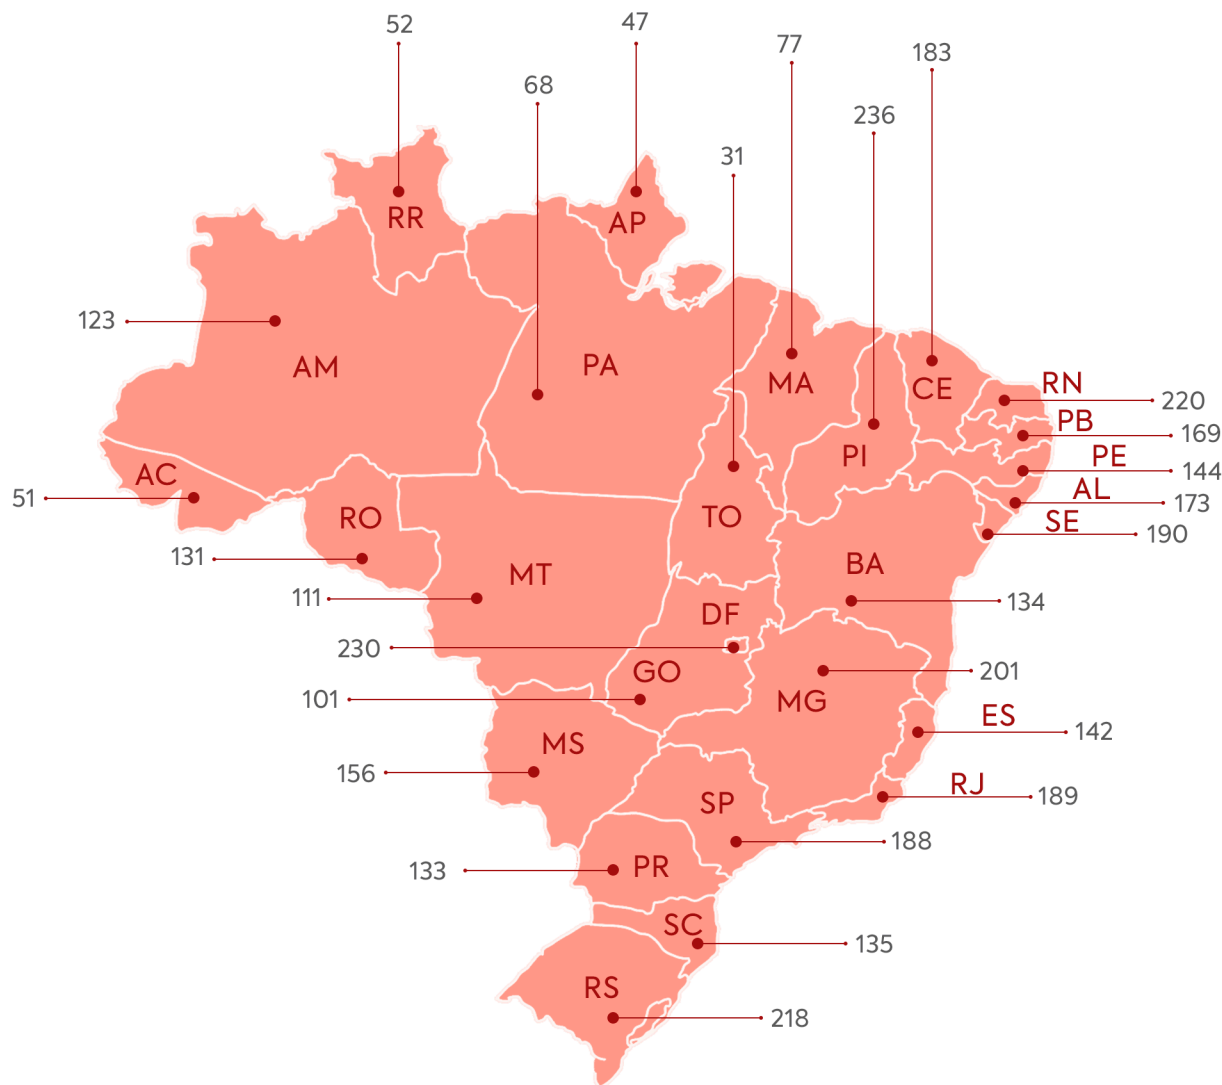 52
47
77
183
68
236
31
RR
AP
123
AM
PA
MA
CE
RN
220
PB
169
PI
PE
144
AC
51
AL
173
RO
TO
SE
190
131
MT
BA
111
134
DF
230
GO
201
101
MG
MS
ES
142
156
SP
RJ
189
188
133
PR
SC
135
RS
218